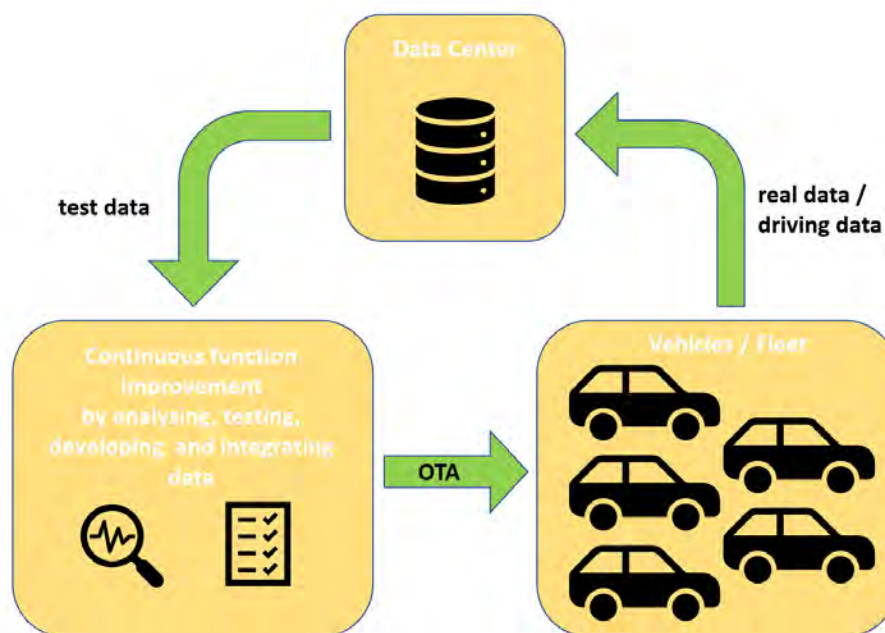 Data Center
test data
real data /
driving data
Continuous function
improvement
by analysing, testing,
developing, and integrating
data
OTA
Vehicles / Fleet